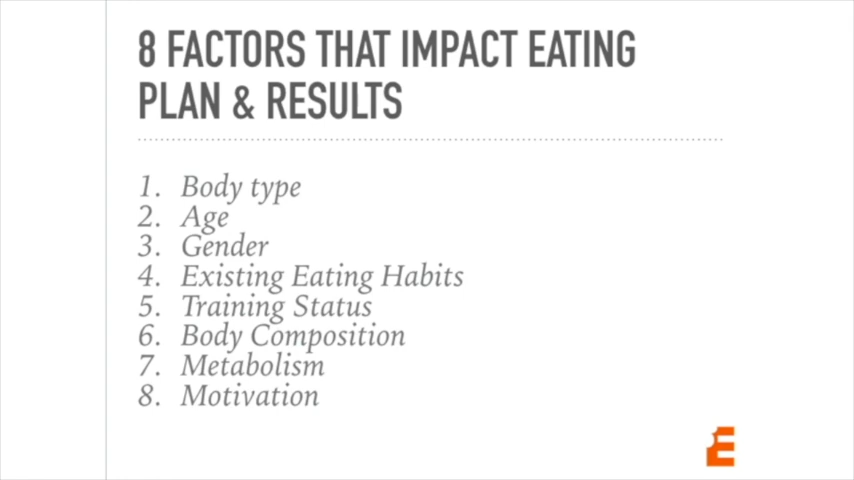 8 FACTORS THAT IMPACT EATING
PLAN & RESULTS
1. Body type
2. Age
3. Gender
4. Existing Eating Habits
5. Training Status
6. Body Composition
7. Metabolism
8. Motivation
E